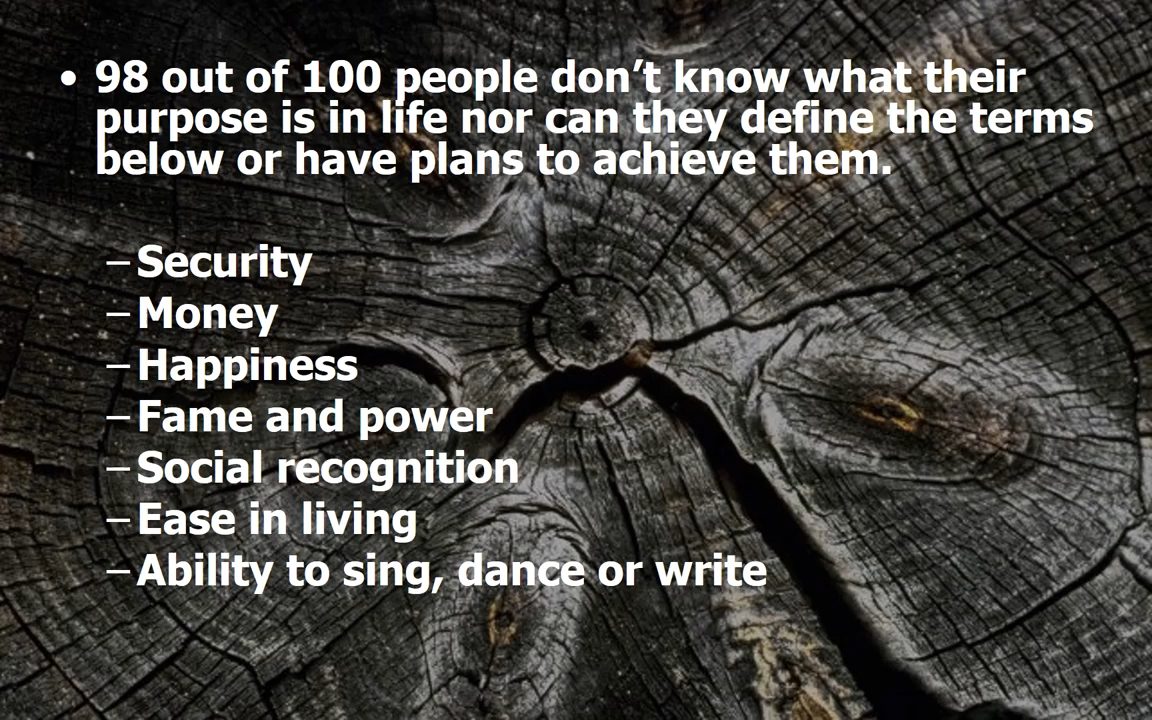 • 98 out of 100 people don’t know what their
purpose is in life nor can they define the terms
below or have plans to achieve them.
– Security
– Money
– Happiness
– Fame and power
– Social recognition
– Ease in living
– Ability to sing, dance or write